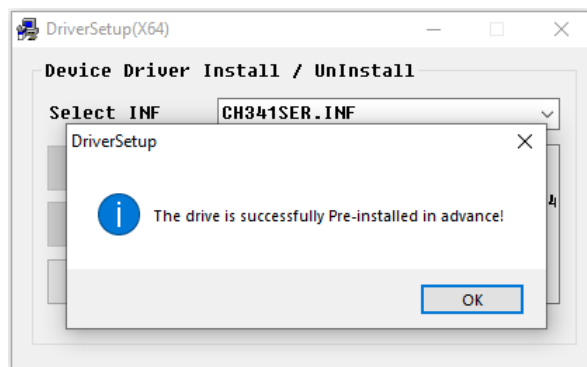 DriverSetup(X64)
Device Driver Install / UnInstall
Select INF CH341SER.INF
DriverSetup
The drive is successfully Pre-installed in advance!
4
OK